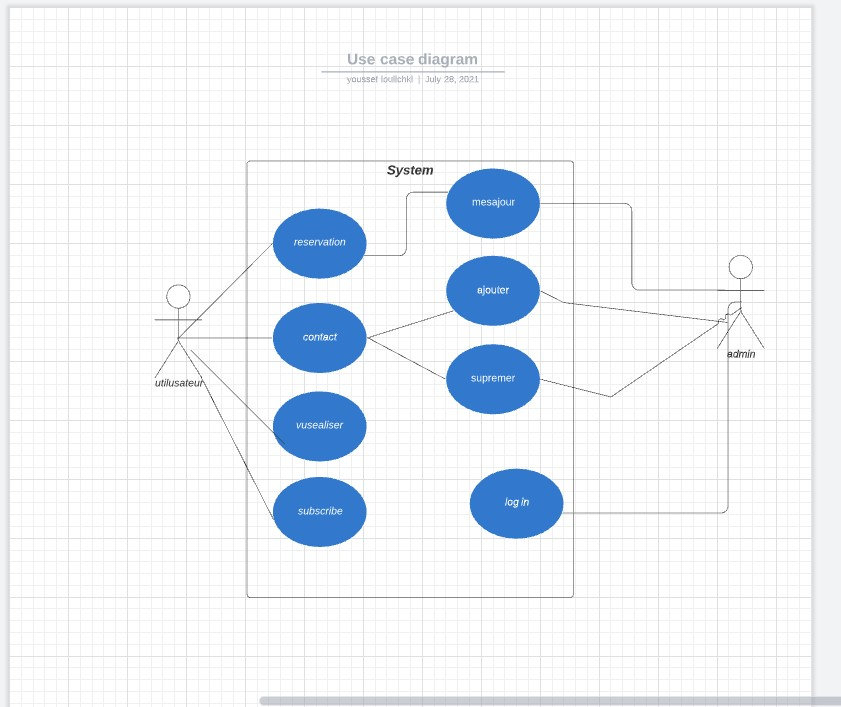 Use case diagram
youssef loulichki | July 28, 2021
System
mesajour
reservation
ajouter
contact
supremer
admin
utilusateur
vusealiser
log in
subscribe